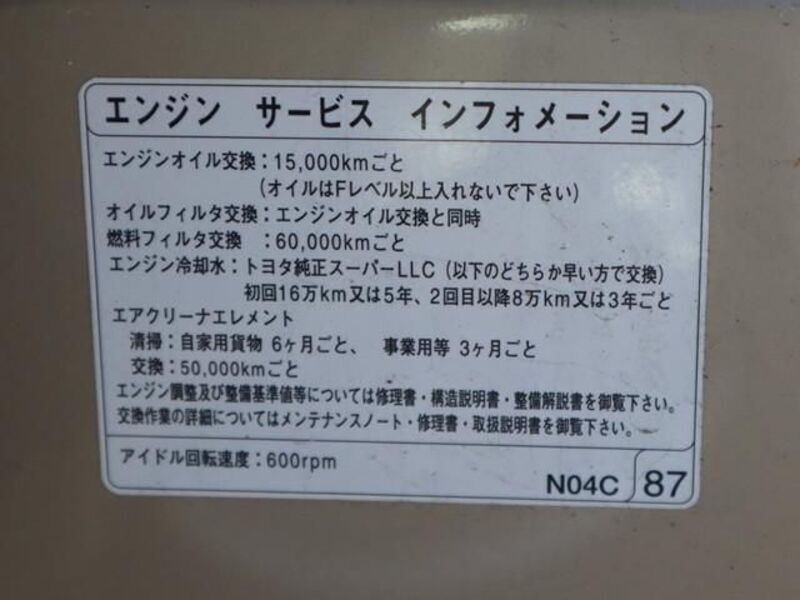 エンジン サービス インフォメーション
エンジンオイル交換：15,000kmごと
(オイルはFレベル以上入れないで下さい)
オイルフィルタ交換：エンジンオイル交換と同時
燃料フィルタ交換 ：60,000kmごと
エンジン冷却水：トヨタ純正スーパーLLC (以下のどちらか早い方で交換)
初回16万km又は5年、2回目以降8万km又は3年ごと
エアクリーナエレメント
清掃：自家用貨物 6ヶ月ごと、 事業用等 3ヶ月ごと
交換：50,000kmごと
エンジン調整及び整備基準値等については修理書・構造説明書・整備解説書を御覧下さい。
交換作業の詳細についてはメンテナンスノート・修理書・取扱説明書を御覧下さい。
アイドル回転速度：600rpm
N04C 87